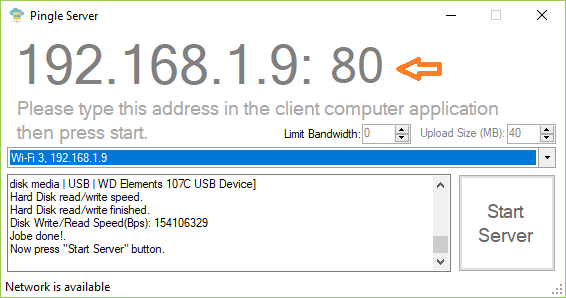 Pingle Server
192.168.1.9: 80
Please type this address in the client computer application
then press start.
Limit Bandwidth: 0 Upload Size (MB): 40
Wi-Fi 3, 192.168.1.9
disk media | USB | WD Elements 107C USB Device]
Hard Disk read/write speed.
Hard Disk read/write finished.
Disk Write/Read Speed(Bps): 154106329
Jobe done!.
Now press "Start Server" button.
Start
Server
Network is available